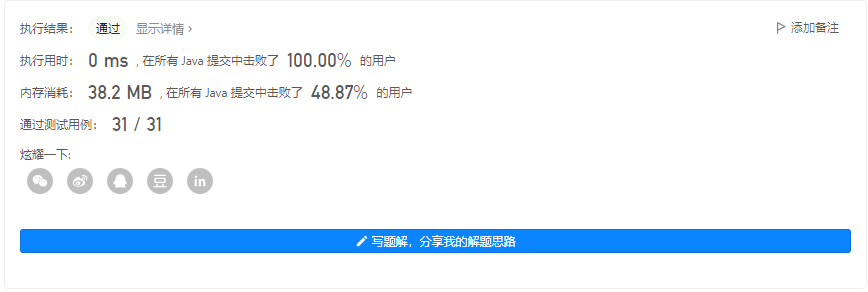 执行结果： 通过 显示详情 › 添加备注
执行用时： 0 ms , 在所有 Java 提交中击败了 100.00% 的用户
内存消耗： 38.2 MB , 在所有 Java 提交中击败了 48.87% 的用户
通过测试用例： 31 / 31
炫耀一下:
豆 in
写题解，分享我的解题思路